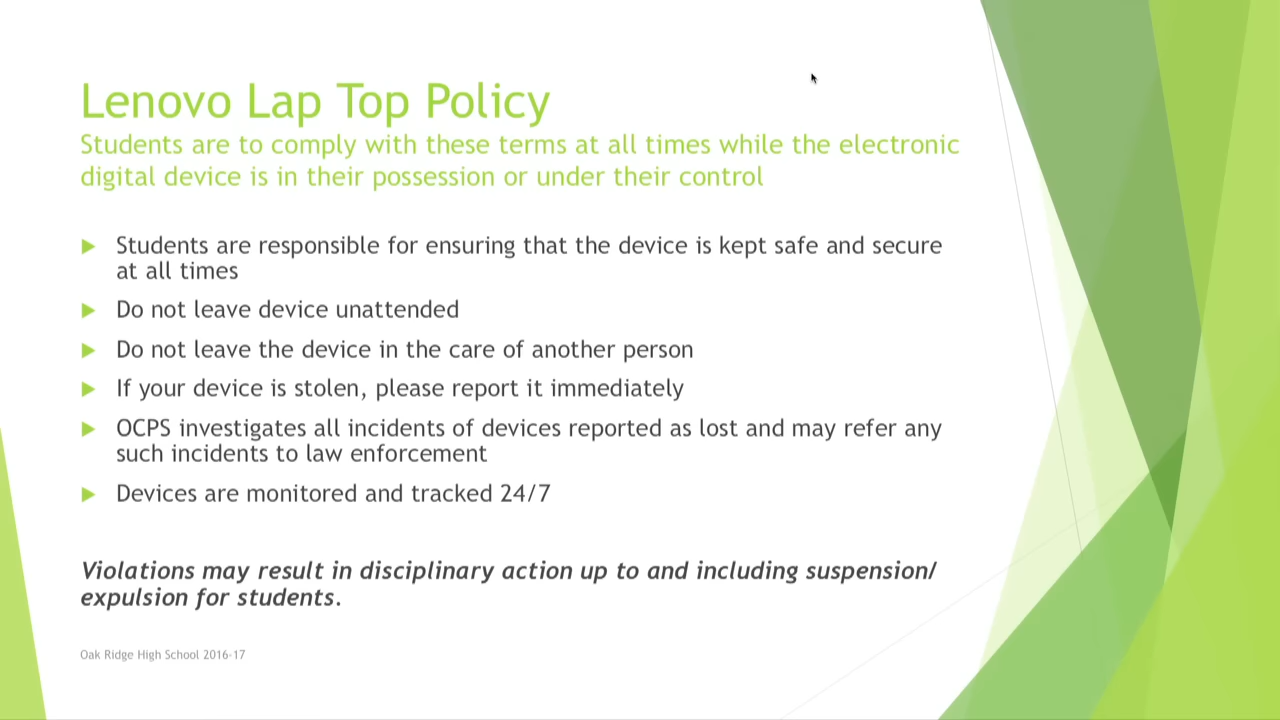 Lenovo Lap Top Policy
Students are to comply with these terms at all times while the electronic
digital device is in their possession or under their control
Students are responsible for ensuring that the device is kept safe and secure
at all times
Do not leave device unattended
Do not leave the device in the care of another person
If your device is stolen, please report it immediately
OCPS investigates all incidents of devices reported as lost and may refer any
such incidents to law enforcement
Devices are monitored and tracked 24/7
Violations may result in disciplinary action up to and including suspension/
expulsion for students.
Oak Ridge High School 2016-17